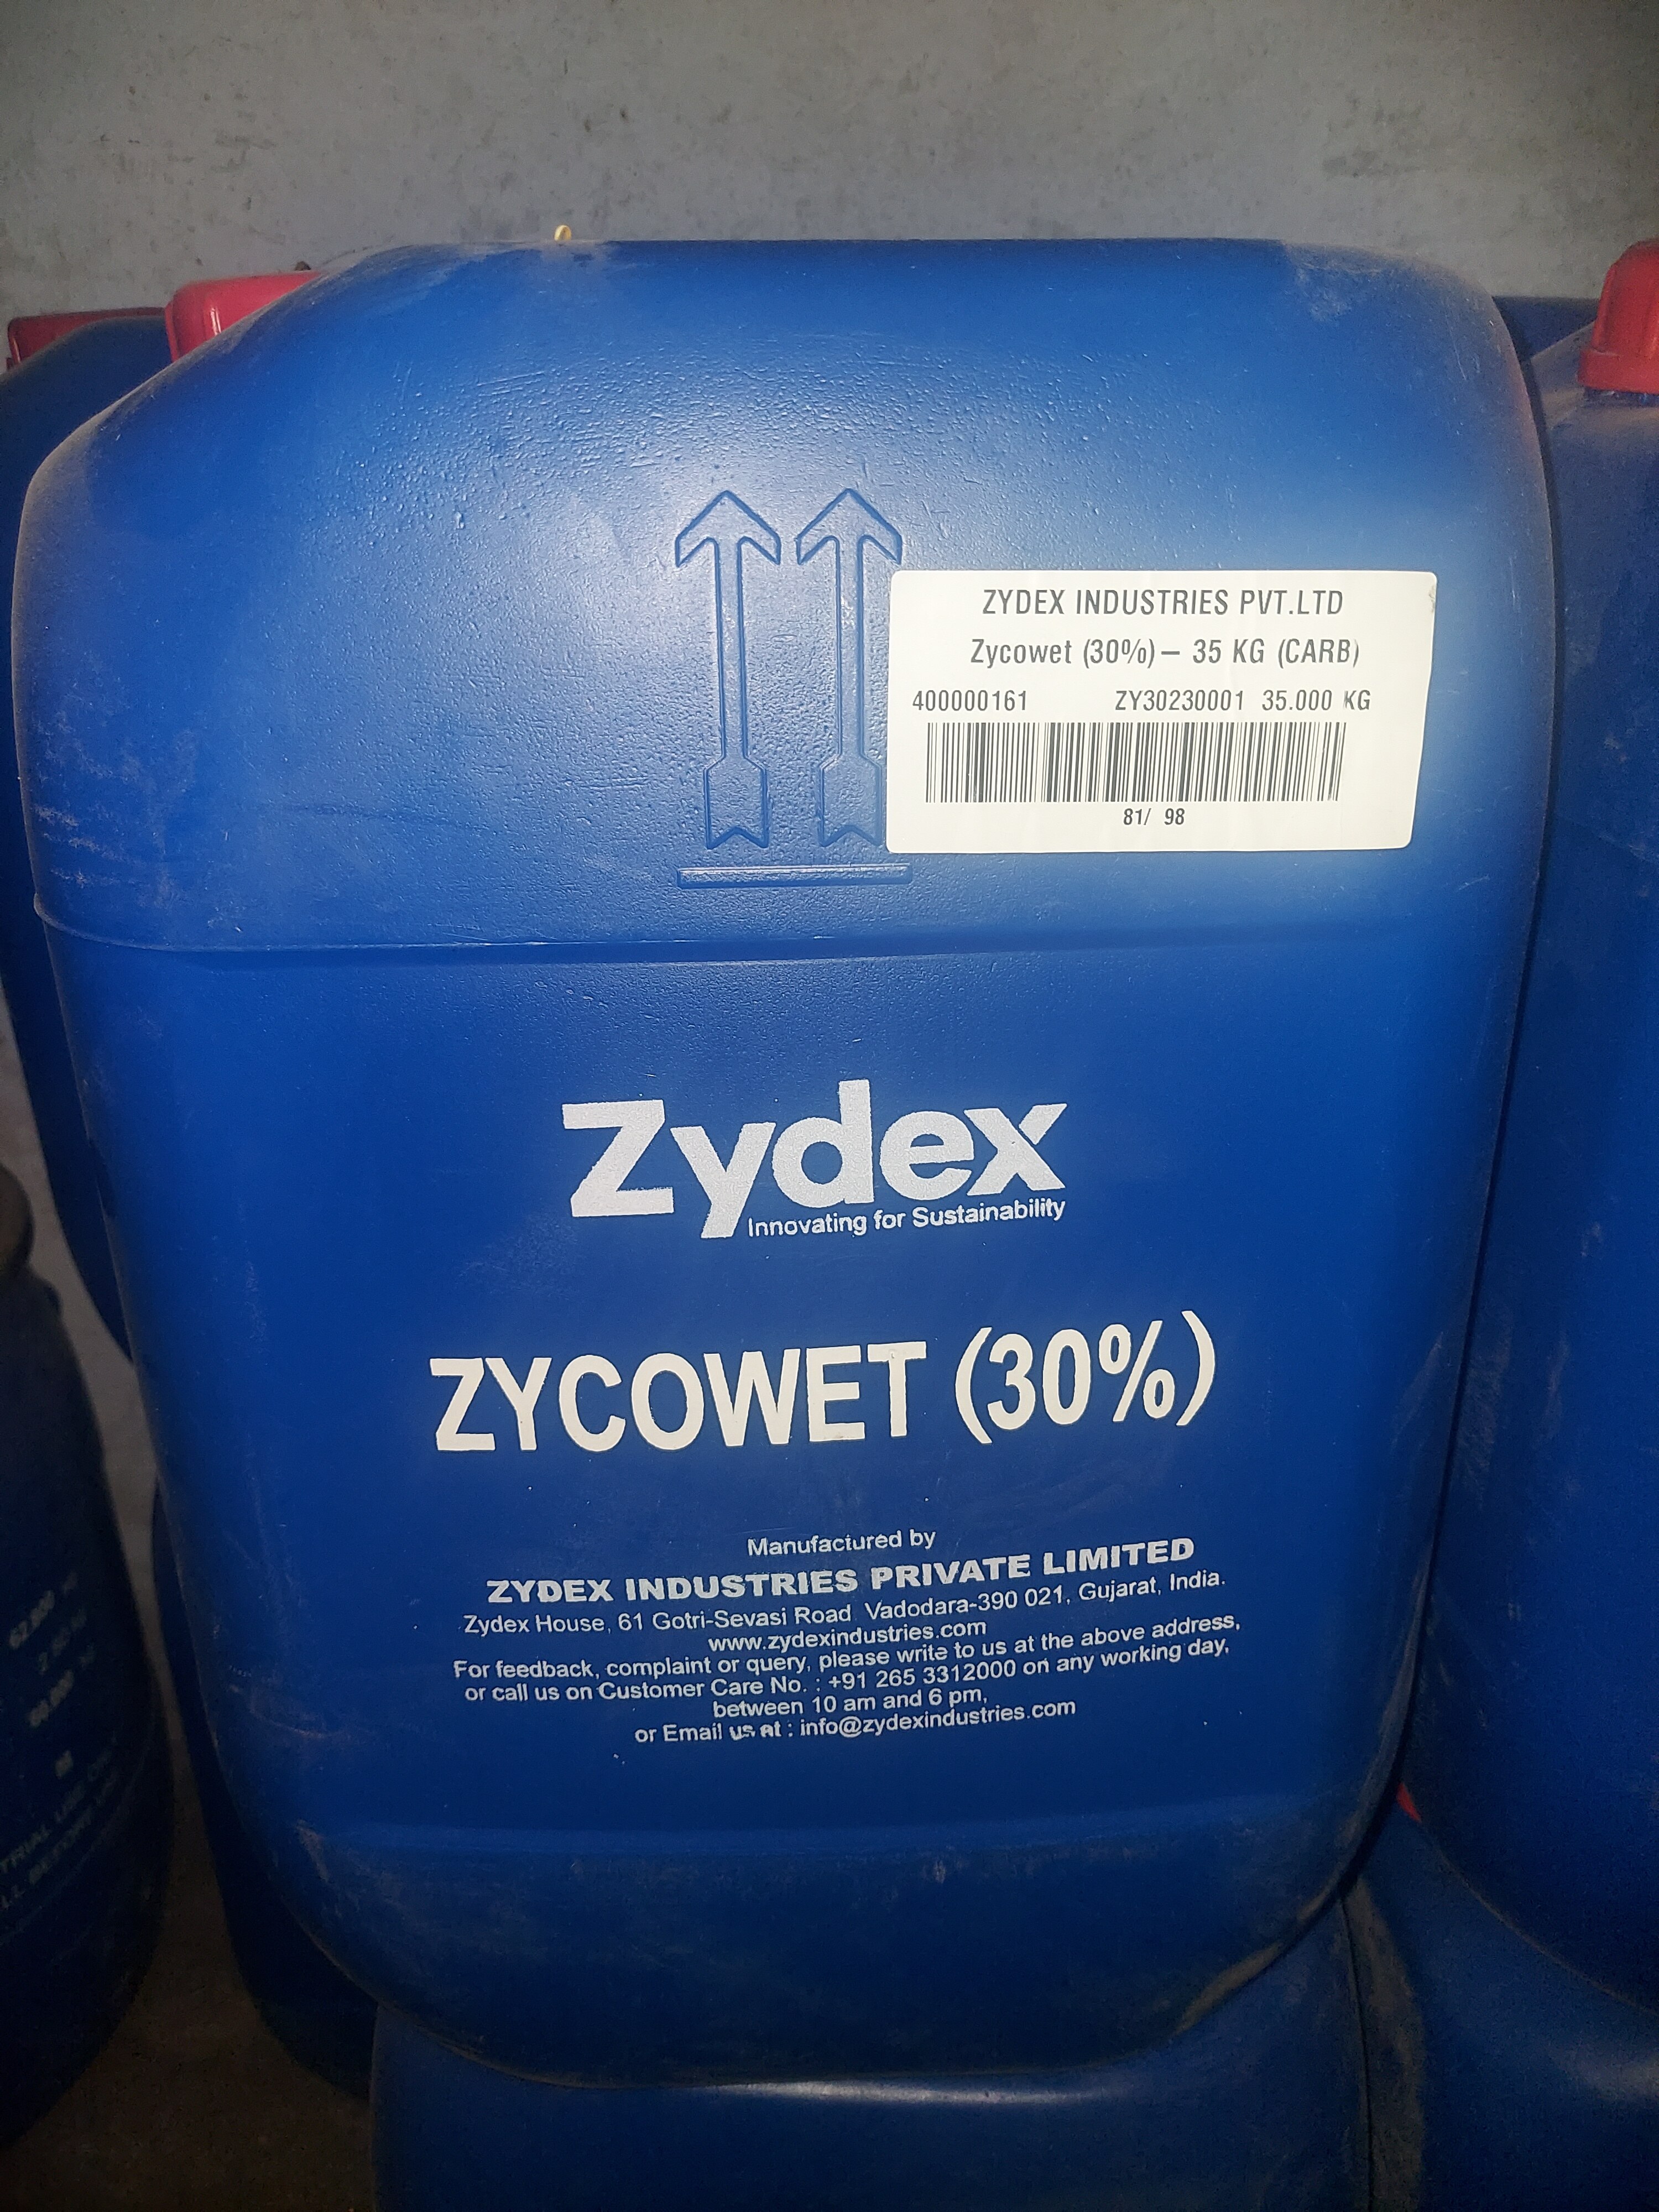 ZYDEX INDUSTRIES PVT.LTD
Zycowet (30%) – 35 KG (CARB)
400000161 ZY30230001 35.000 KG
81/ 98
Zydex
Innovating for Sustainability
ZYCOWET (30%)
Manufactured by
ZYDEX INDUSTRIES PRIVATE LIMITED
Zydex House, 61 Gotri-Sevasi Road Vadodara-390 021, Gujarat, India.
www.zydexindustries.com
For feedback, complaint or query, please write to us at the above address,
or call us on Customer Care No. : +91 265 3312000 on any working day,
between 10 am and 6 pm,
or Email us at : info@zydexindustries.com